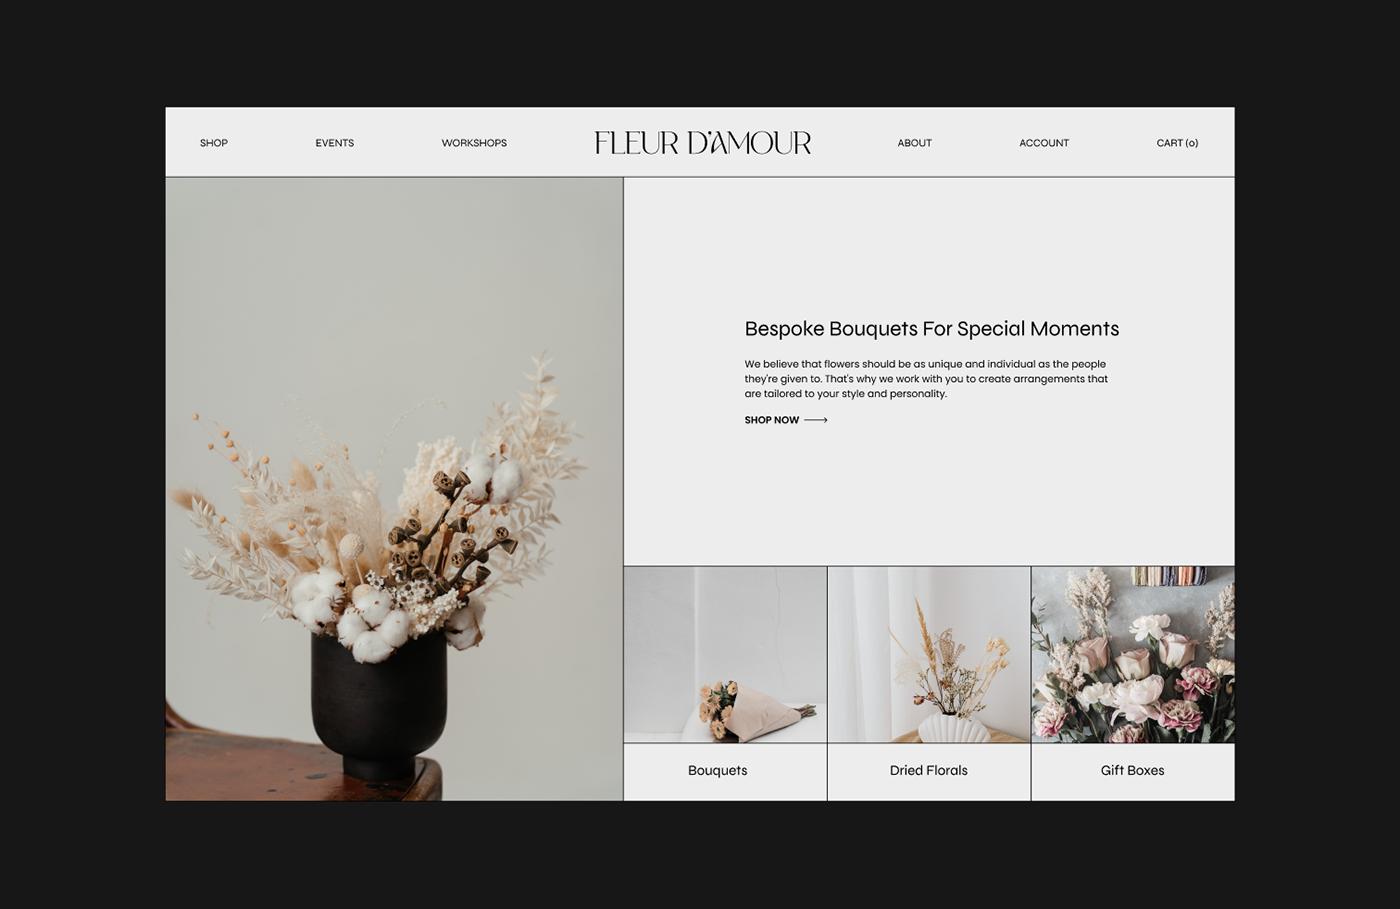 SHOP
EVENTS
WORKSHOPS
FLEUR D'AMOUR
ABOUT
ACCOUNT
CART (0)
Bespoke Bouquets For Special Moments
We believe that flowers should be as unique and individual as the people
they're given to. That's why we work with you to create arrangements that
are tailored to your style and personality.
SHOP NOW
Bouquets
Dried Florals
Gift Boxes